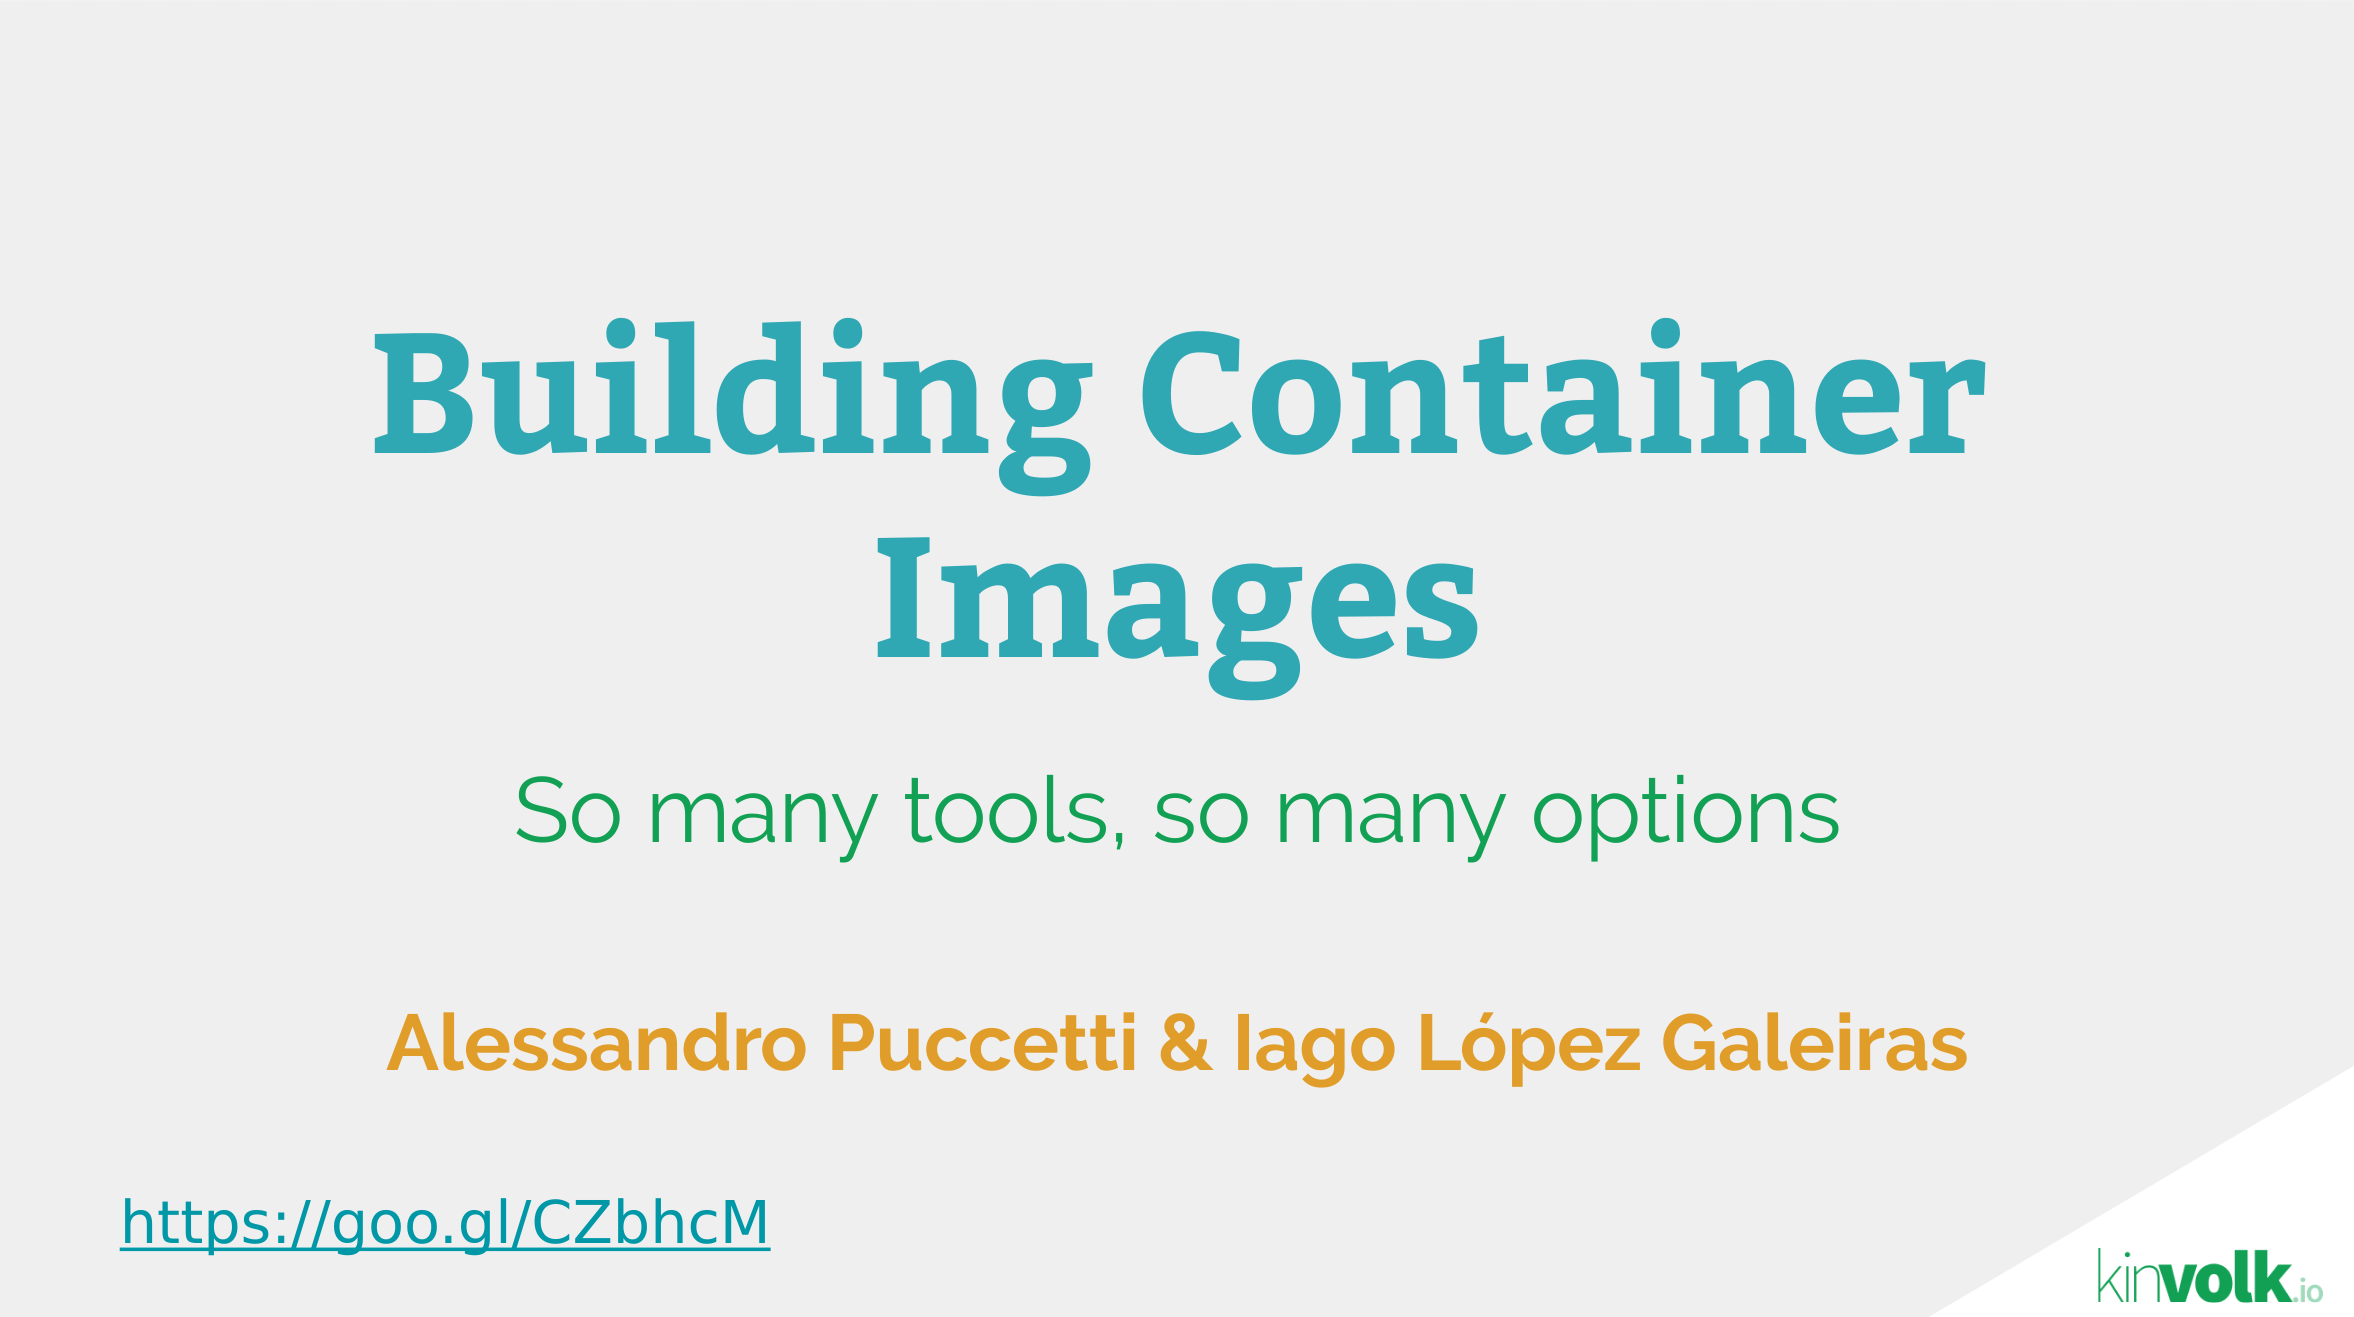 Building Container
Images
So many tools, so many options
Alessandro Puccetti & Iago López Galeiras
https://goo.gl/CZbhcM
kinvolk.io